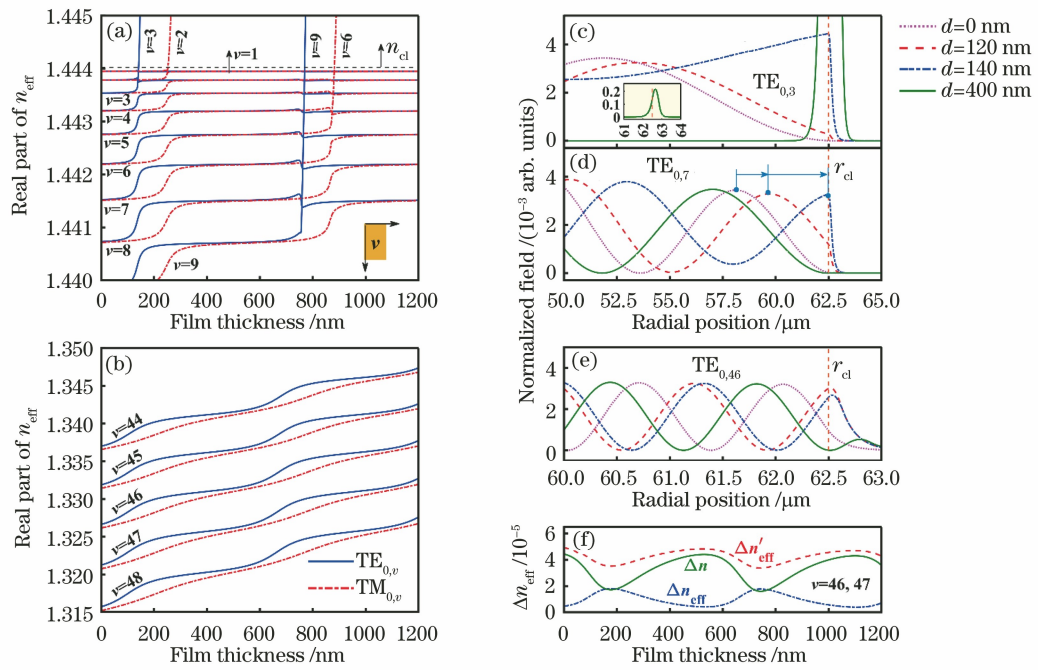 (a)
Real part of n_eff
1.445
1.444
1.443
1.442
1.441
1.440
ν=3
ν=2
ν=1
ν=9
ν=6
n_cl
ν=3
ν=4
ν=5
ν=6
ν=7
ν=8
ν=9
ν
0 200 400 600 800 1000 1200
Film thickness /nm
(b)
Real part of n_eff
1.350
1.345
1.340
1.335
1.330
1.325
1.320
1.315
ν=44
ν=45
ν=46
ν=47
ν=48
TE_0,ν
TM_0,ν
0 200 400 600 800 1000 1200
Film thickness /nm
Normalized field /(10⁻³ arb. units)
(c)
TE_0,3
4
2
0
0.2
0.1
0
61 62 63 64
d=0 nm
d=120 nm
d=140 nm
d=400 nm
(d)
TE_0,7
r_cl
4
2
0
50.0 52.5 55.0 57.5 60.0 62.5 65.0
Radial position /μm
(e)
TE_0,46
r_cl
4
2
0
60.0 60.5 61.0 61.5 62.0 62.5 63.0
Radial position /μm
(f)
Δn_eff /10⁻⁵
6
4
2
0
Δn′_eff
Δn
Δn_eff
ν=46, 47
0 200 400 600 800 1000 1200
Film thickness /nm